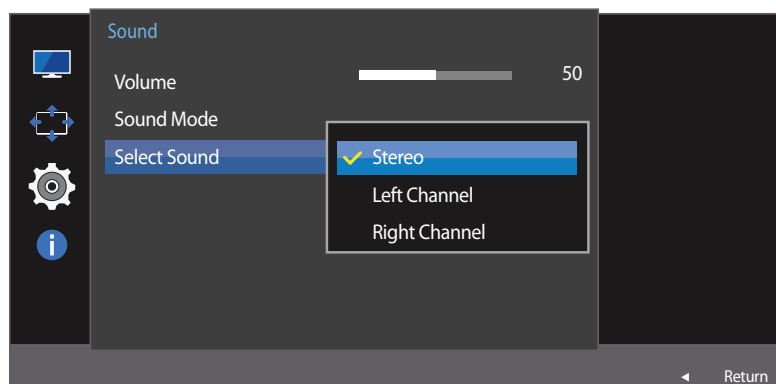 Sound
Volume 50
Sound Mode
Select Sound
Stereo
Left Channel
Right Channel
Return